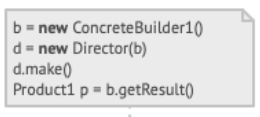 b = new ConcreteBuilder1()
d = new Director(b)
d.make()
Product1 p = b.getResult()